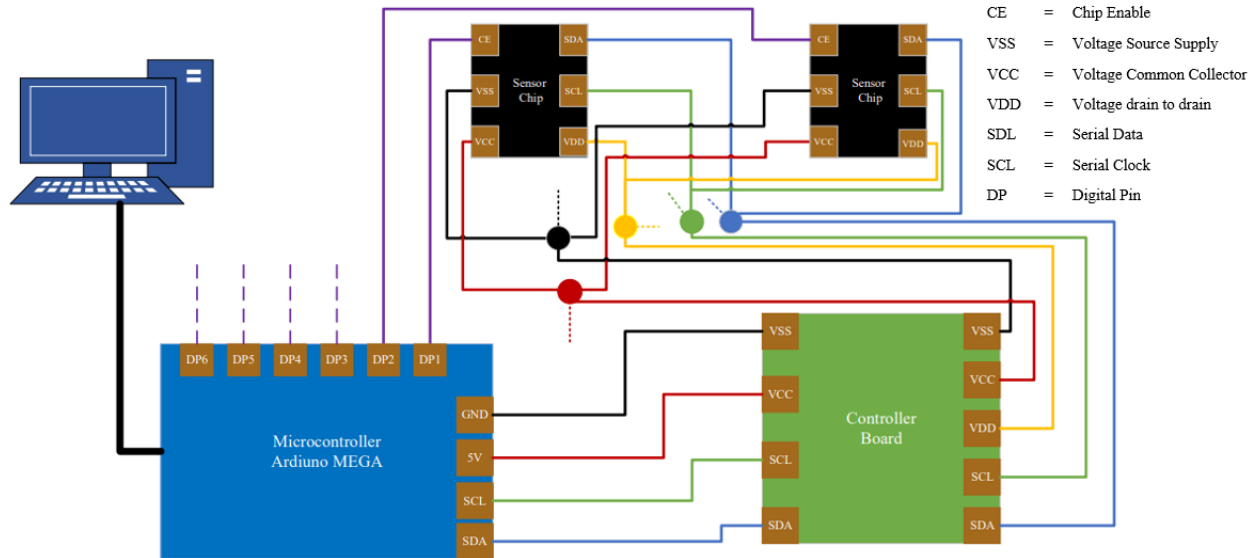 CE = Chip Enable
VSS = Voltage Source Supply
VCC = Voltage Common Collector
VDD = Voltage drain to drain
SDL = Serial Data
SCL = Serial Clock
DP = Digital Pin
CE
SDA
VSS
Sensor
Chip
SCL
VCC
VDD
CE
SDA
VSS
Sensor
Chip
SCL
VCC
VDD
DP6
DP5
DP4
DP3
DP2
DP1
GND
5V
SCL
SDA
Microcontroller
Ardiuno MEGA
VSS
VCC
SCL
SDA
Controller
Board
VSS
VCC
VDD
SCL
SDA